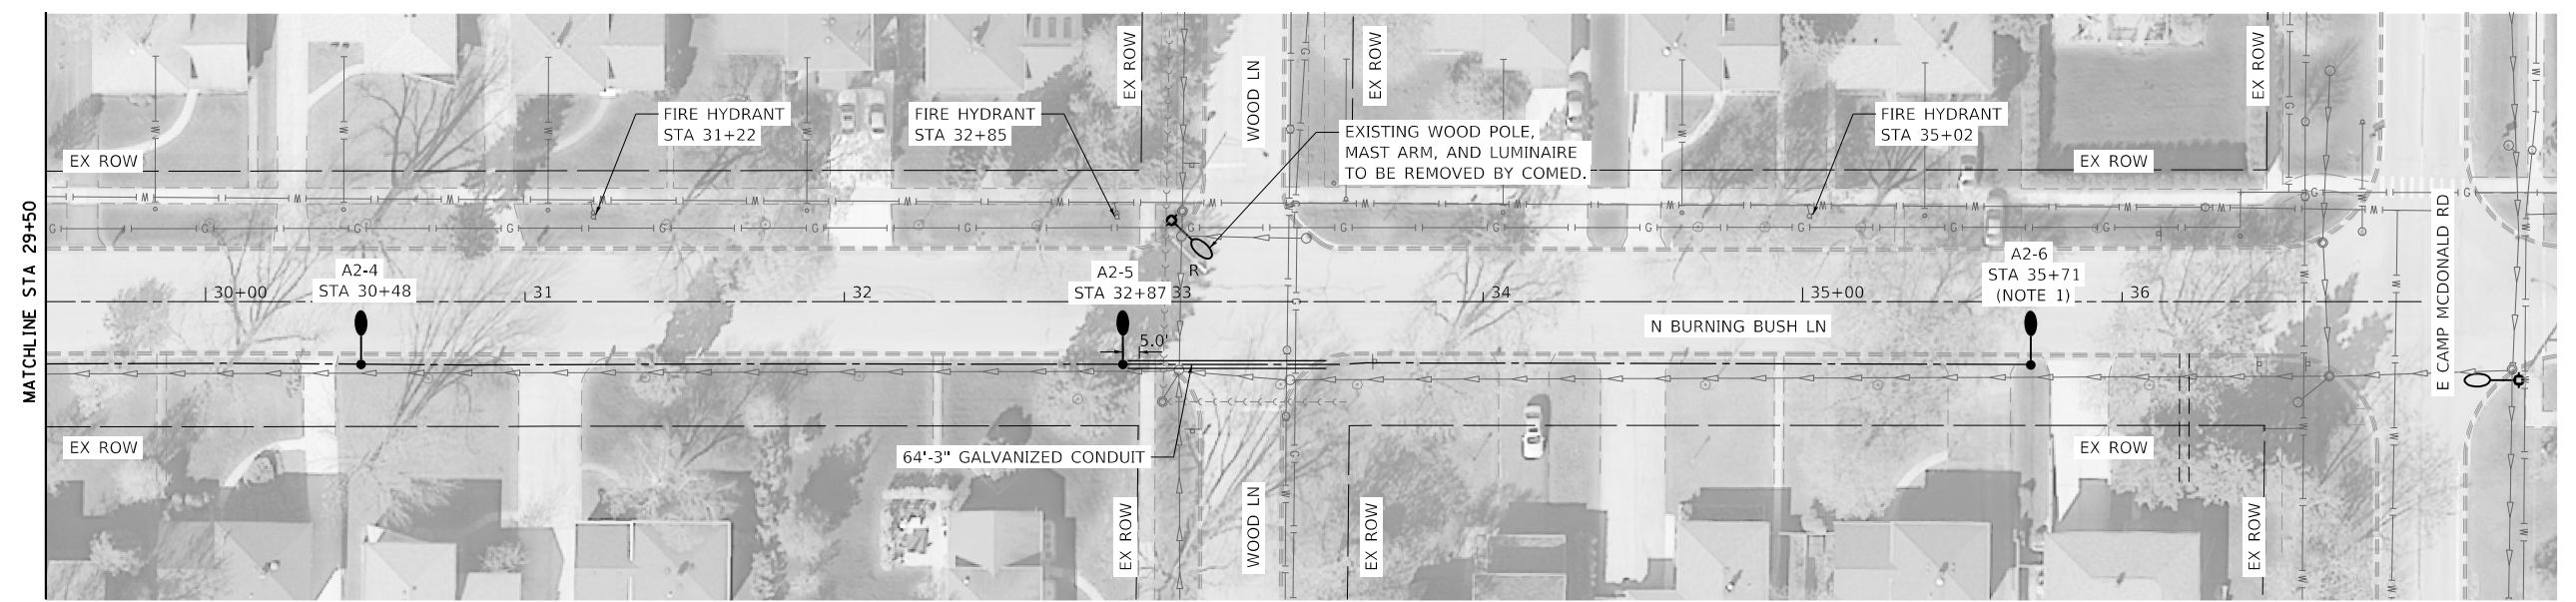 MATCHLINE STA 29+50
EX ROW
FIRE HYDRANT
STA 31+22
FIRE HYDRANT
STA 32+85
EX ROW
WOOD LN
EX ROW
EXISTING WOOD POLE,
MAST ARM, AND LUMINAIRE
TO BE REMOVED BY COMED.
FIRE HYDRANT
STA 35+02
EX ROW
EX ROW
R
A2-4
STA 30+48
A2-5
STA 32+87
A2-6
STA 35+71
(NOTE 1)
30+00
31
32
33
34
35+00
36
5.0'
N BURNING BUSH LN
E CAMP MCDONALD RD
EX ROW
64'-3" GALVANIZED CONDUIT
EX ROW
WOOD LN
EX ROW
EX ROW
EX ROW